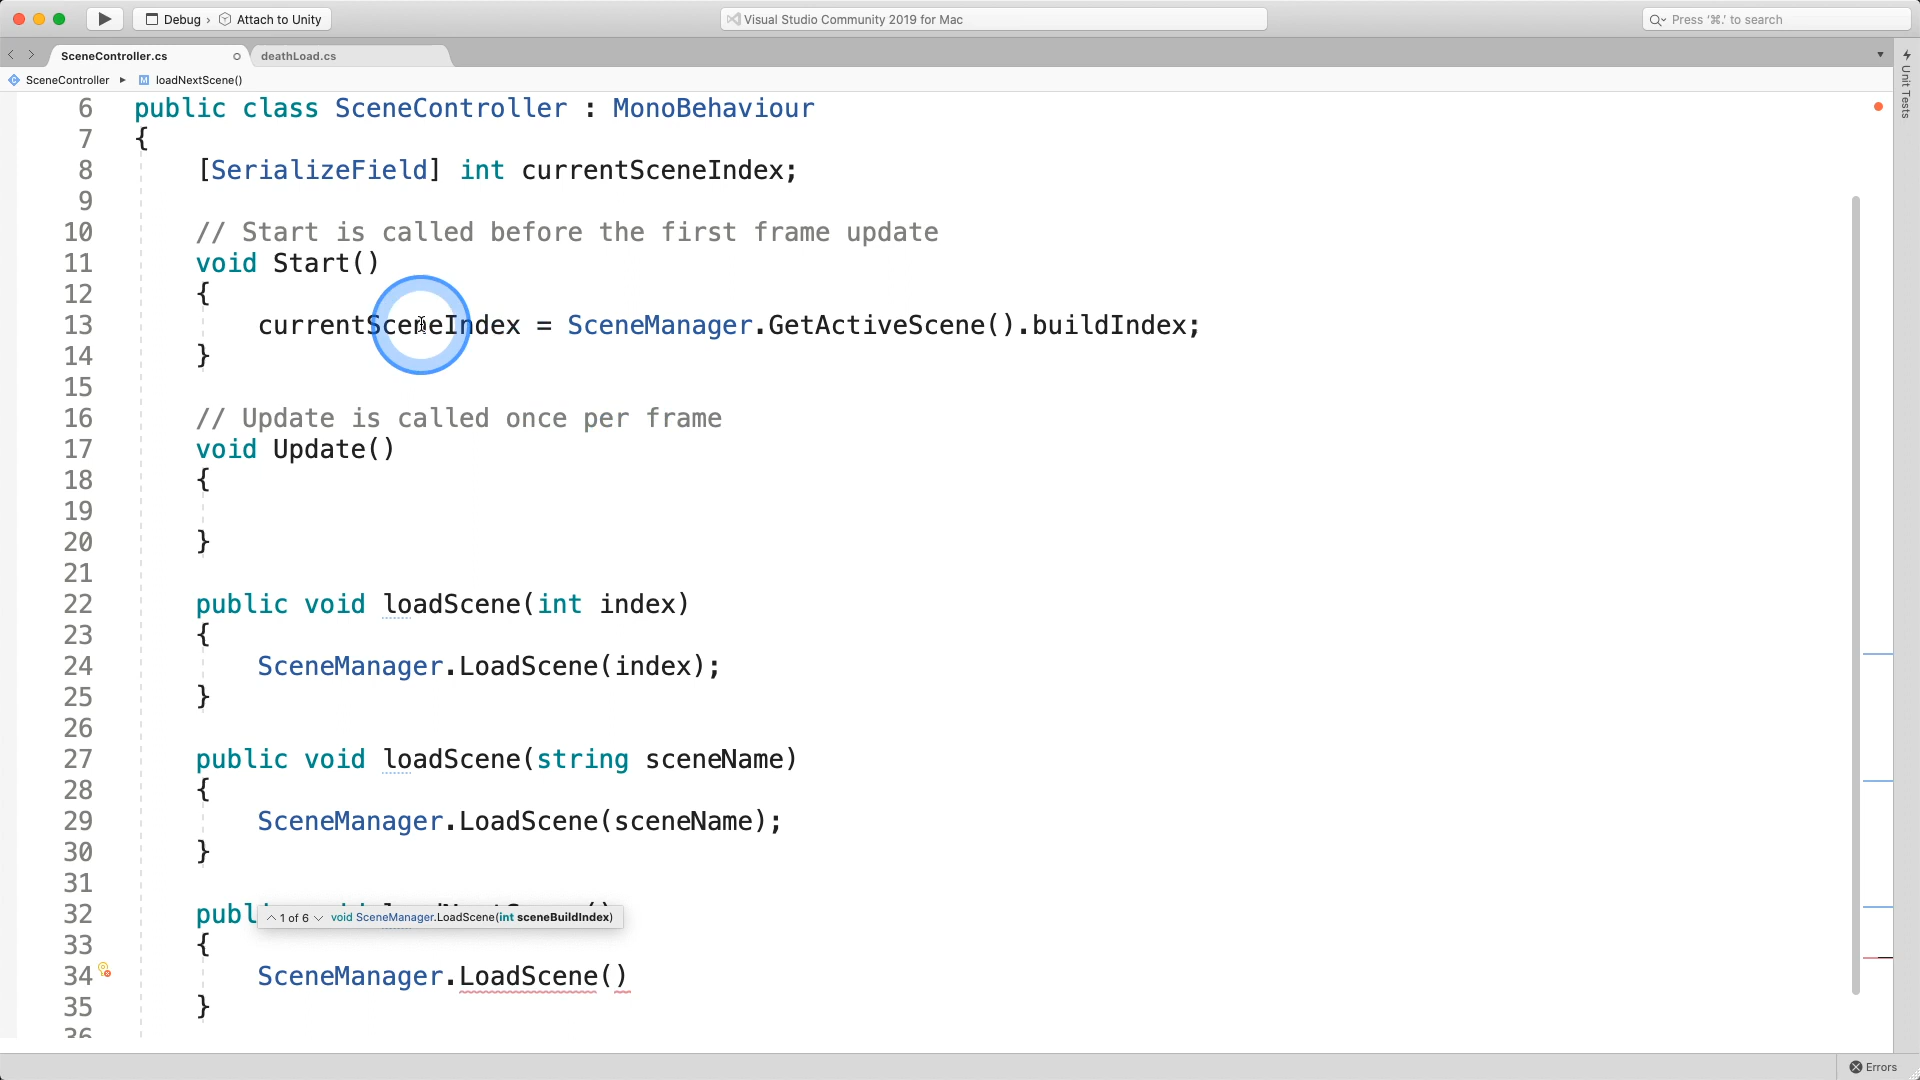 Debug › Attach to Unity
Visual Studio Community 2019 for Mac
Press '⌘.' to search
SceneController.cs
deathLoad.cs
SceneController ▸ loadNextScene()
Unit Tests
6 public class SceneController : MonoBehaviour
7 {
8 [SerializeField] int currentSceneIndex;
9
10 // Start is called before the first frame update
11 void Start()
12 {
13 currentSceneIndex = SceneManager.GetActiveScene().buildIndex;
14 }
15
16 // Update is called once per frame
17 void Update()
18 {
19
20 }
21
22 public void loadScene(int index)
23 {
24 SceneManager.LoadScene(index);
25 }
26
27 public void loadScene(string sceneName)
28 {
29 SceneManager.LoadScene(sceneName);
30 }
31
32 publ
1 of 6 void SceneManager.LoadScene(int sceneBuildIndex)
33 {
34 SceneManager.LoadScene()
35 }
36
Errors